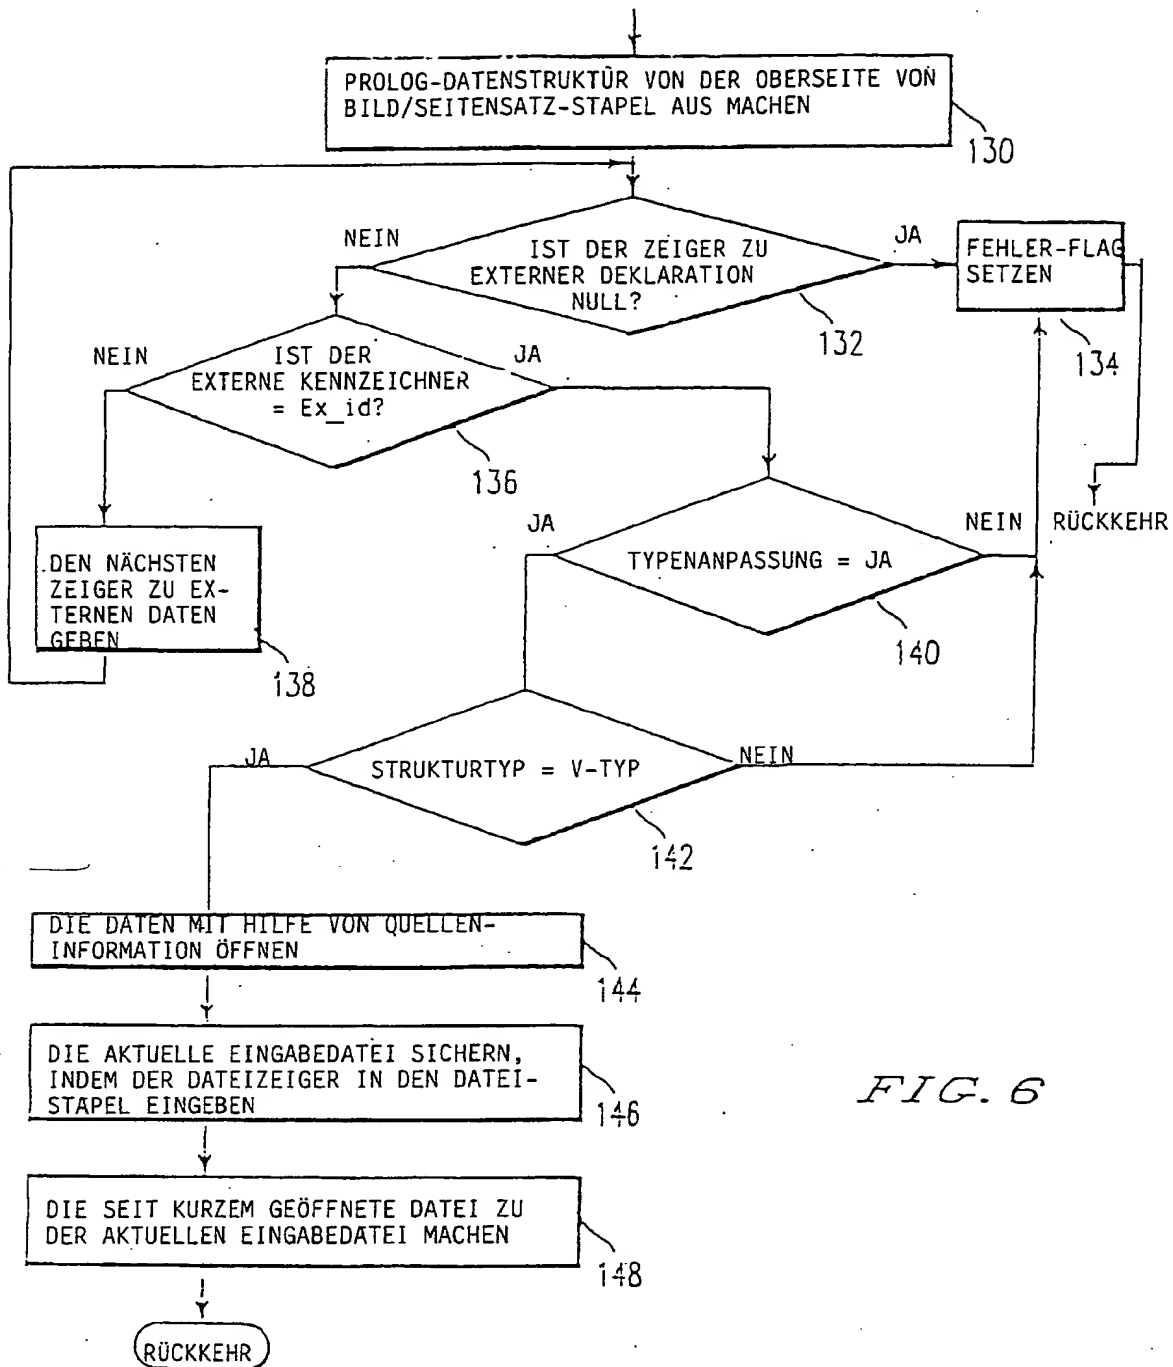 PROLOG-DATENSTRUKTÜR VON DER OBERSEITE VON
BILD/SEITENSATZ-STAPEL AUS MACHEN
130
NEIN
IST DER ZEIGER ZU
EXTERNER DEKLARATION
NULL?
JA
132
FEHLER-FLAG
SETZEN
134
NEIN
IST DER
EXTERNE KENNZEICHNER
= Ex_id?
JA
136
RÜCKKEHR
DEN NÄCHSTEN
ZEIGER ZU EX-
TERNEN DATEN
GEBEN
138
JA
TYPENANPASSUNG = JA
NEIN
140
JA
STRUKTURTYP = V-TYP
NEIN
142
DIE DATEN MIT HILFE VON QUELLEN-
INFORMATION ÖFFNEN
144
DIE AKTUELLE EINGABEDATEI SICHERN,
INDEM DER DATEIZEIGER IN DEN DATEI-
STAPEL EINGEBEN
146
DIE SEIT KURZEM GEÖFFNETE DATEI ZU
DER AKTUELLEN EINGABEDATEI MACHEN
148
RÜCKKEHR
FIG. 6